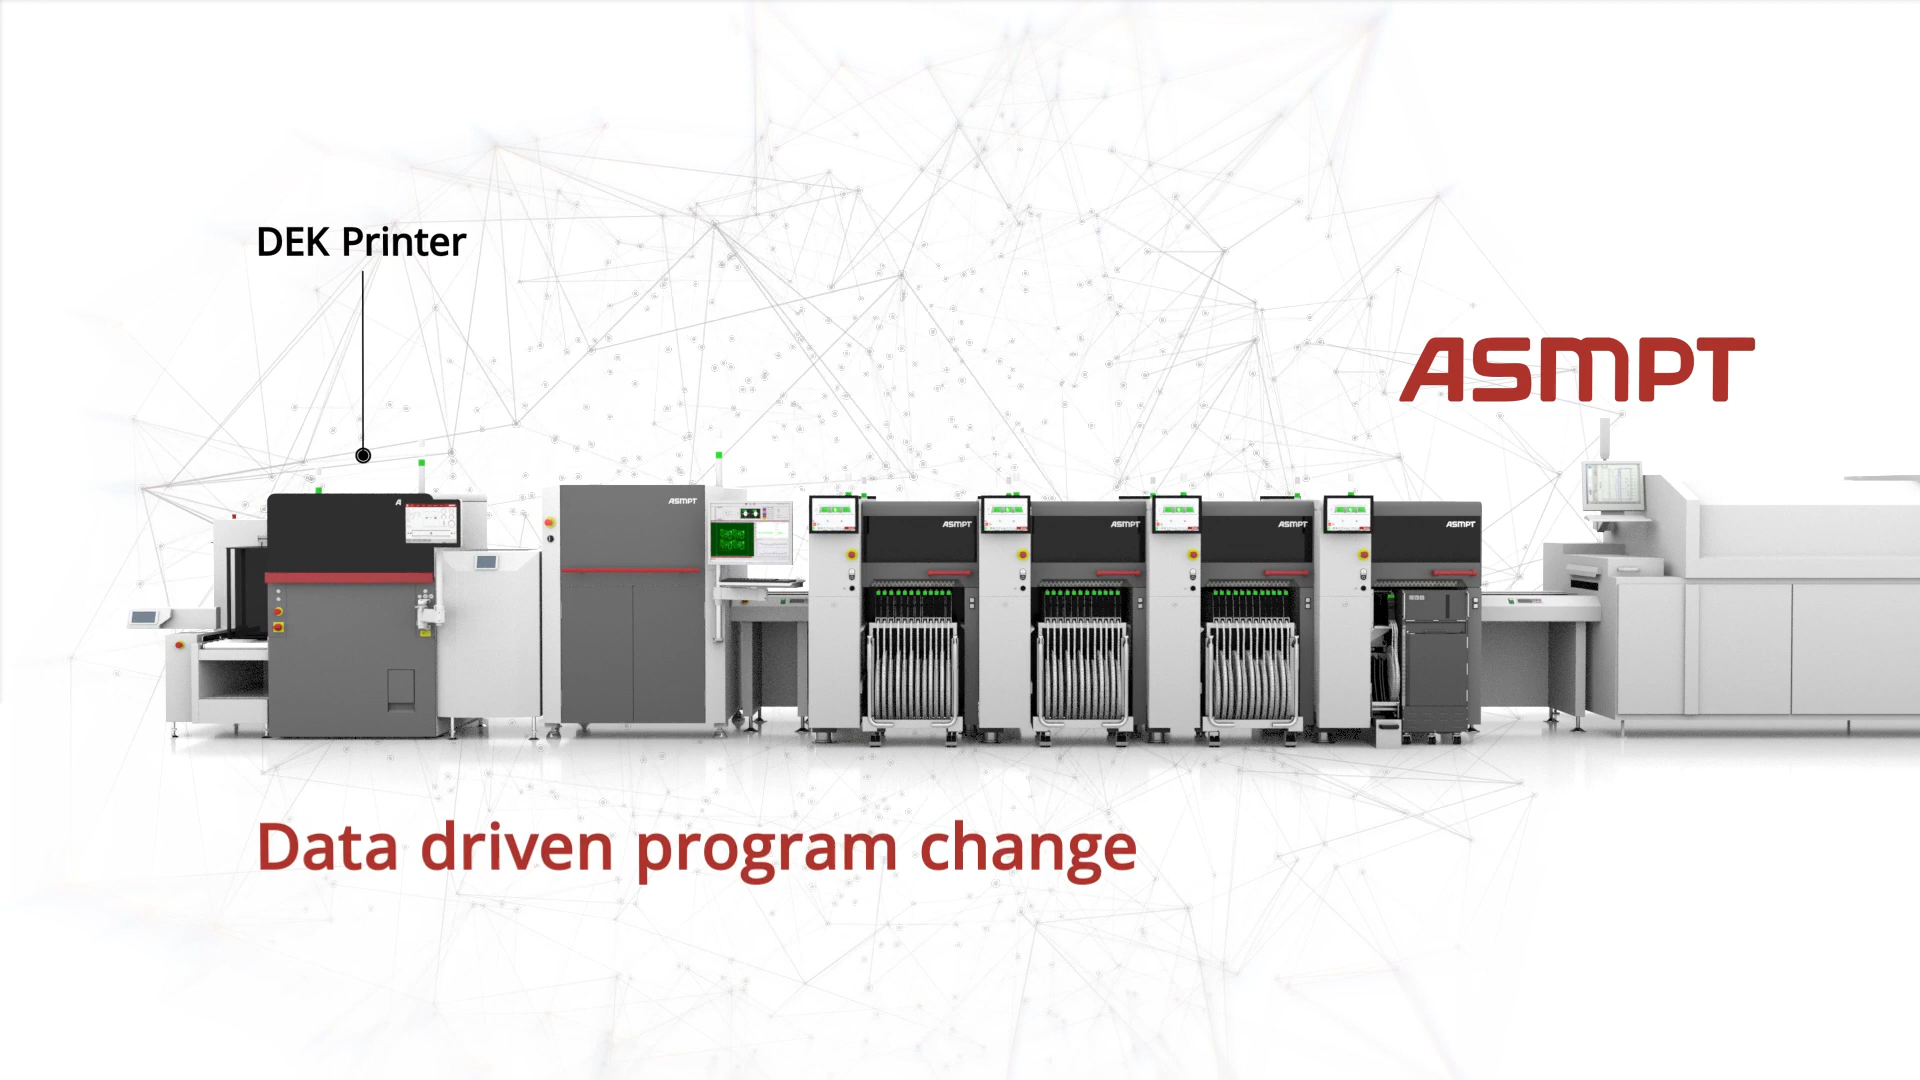 DEK Printer
ASMPT
ASMPT
ASMPT
ASMPT
ASMPT
ASMPT
Data driven program change